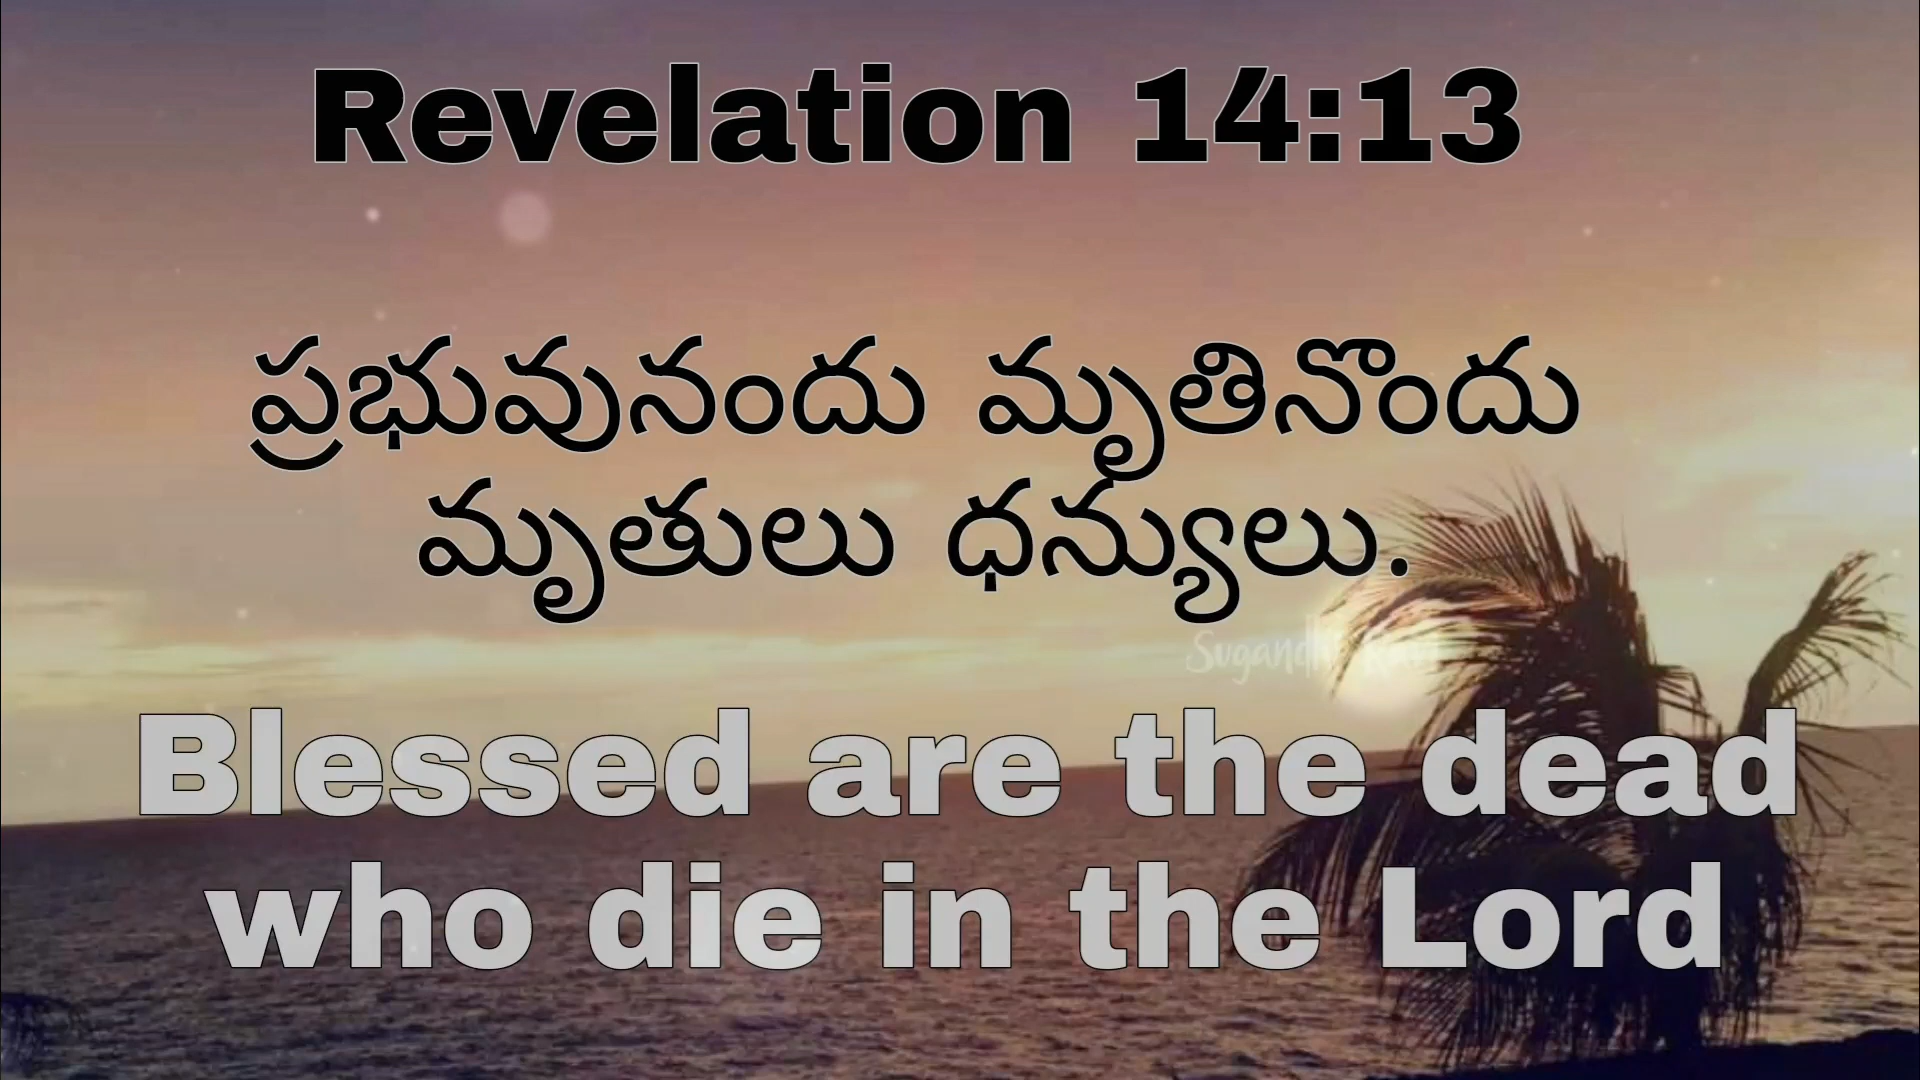 Revelation 14:13
ప్రభువునందు మృతినొందు
మృతులు ధన్యులు.
Blessed are the dead
who die in the Lord